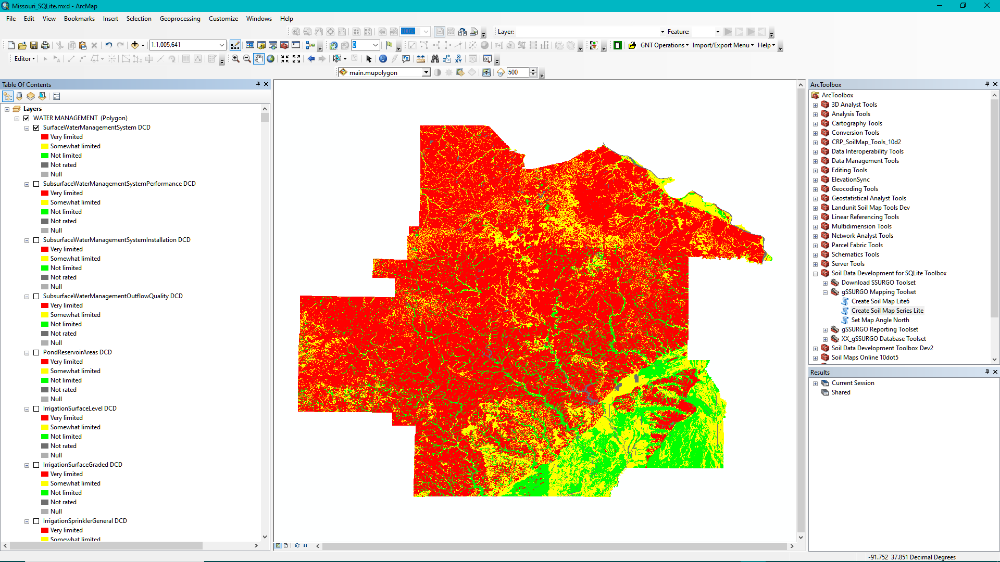 Missouri_SQLite.mxd - ArcMap
File Edit View Bookmarks Insert Selection Geoprocessing Customize Windows Help
100% Layer: Feature:
1:1,005,641 0 GNT Operations Import/Export Menu Help
Editor
main.mupolygon 500
Table Of Contents
Layers
WATER MANAGEMENT (Polygon)
SurfaceWaterManagementSystem DCD
Very limited
Somewhat limited
Not limited
Not rated
Null
SubsurfaceWaterManagementSystemPerformance DCD
Very limited
Somewhat limited
Not limited
Not rated
Null
SubsurfaceWaterManagementSystemInstallation DCD
Very limited
Somewhat limited
Not limited
Not rated
Null
SubsurfaceWaterManagementOutflowQuality DCD
Very limited
Somewhat limited
Not limited
Not rated
Null
PondReservoirAreas DCD
Very limited
Somewhat limited
Not limited
Not rated
Null
IrrigationSurfaceLevel DCD
Very limited
Somewhat limited
Not limited
Not rated
Null
IrrigationSurfaceGraded DCD
Very limited
Somewhat limited
Not limited
Not rated
Null
IrrigationSprinklerGeneral DCD
Very limited
Somewhat limited
ArcToolbox
ArcToolbox
3D Analyst Tools
Analysis Tools
Cartography Tools
Conversion Tools
CRP_SoilMap_Tools_10d2
Data Interoperability Tools
Data Management Tools
Editing Tools
ElevationSync
Geocoding Tools
Geostatistical Analyst Tools
Landunit Soil Map Tools Dev
Linear Referencing Tools
Multidimension Tools
Network Analyst Tools
Parcel Fabric Tools
Schematics Tools
Server Tools
Soil Data Development for SQLite Toolbox
Download SSURGO Toolset
gSSURGO Mapping Toolset
Create Soil Map Lite6
Create Soil Map Series Lite
Set Map Angle North
gSSURGO Reporting Toolset
XX_gSSURGO Database Toolset
Soil Data Development Toolbox Dev2
Soil Maps Online 10dot5
Results
Current Session
Shared
-91.752 37.851 Decimal Degrees